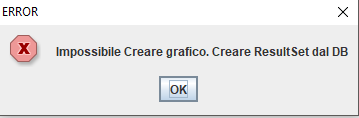 ERROR
Impossibile Creare grafico. Creare ResultSet dal DB
OK